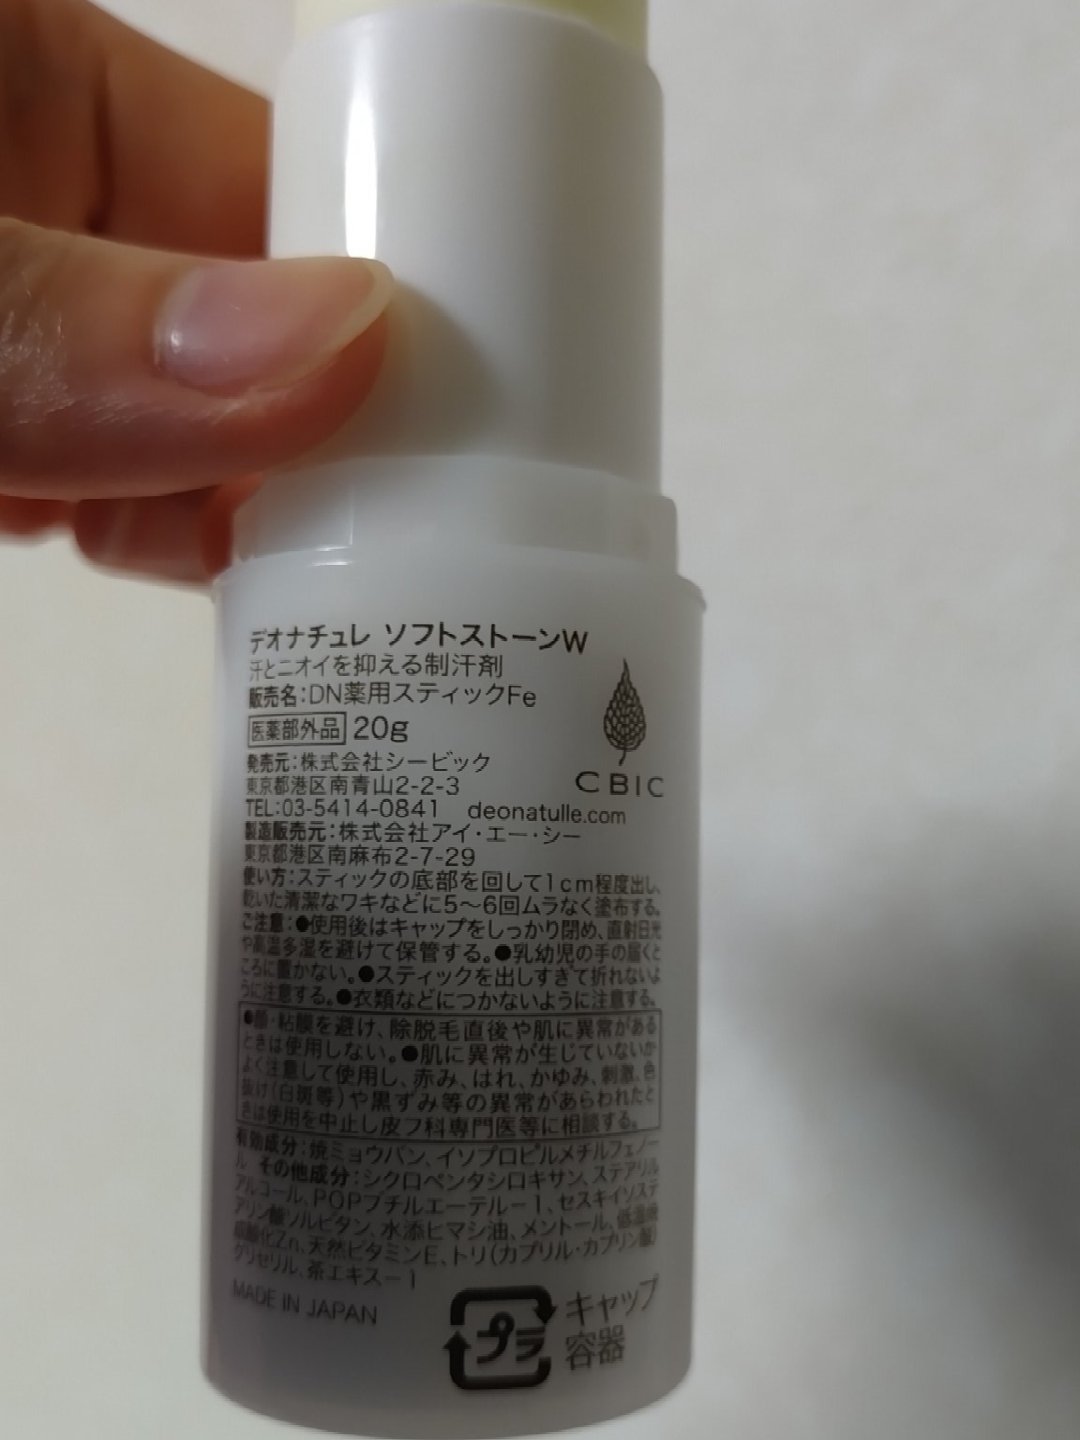 デオナチュレ ソフトストーンW
汗とニオイを抑える制汗剤
販売名:DN薬用スティックFe
医薬部外品 20g
CBIC
発売元:株式会社シービック
東京都港区南青山2-2-3
TEL:03-5414-0841 deonatulle.com
製造販売元:株式会社アイ・エー・シー
東京都港区南麻布2-7-29
使い方:スティックの底部を回して1cm程度出し、
乾いた清潔なワキなどに5〜6回ムラなく塗布する。
ご注意:●使用後はキャップをしっかり閉め、直射日光
や高温多湿を避けて保管する。●乳幼児の手の届くと
ころに置かない。●スティックを出しすぎて折れないよ
うに注意する。●衣類などにつかないように注意する。
●顔・粘膜を避け、除脱毛直後や肌に異常がある
ときは使用しない。●肌に異常が生じていないか
よく注意して使用し、赤み、はれ、かゆみ、刺激、色
抜け(白斑等)や黒ずみ等の異常があらわれたと
きは使用を中止し皮フ科専門医等に相談する。
有効成分:焼ミョウバン、イソプロピルメチルフェノー
ル その他成分:シクロペンタシロキサン、ステアリル
アルコール、POPブチルエーテル-1、セスキイソステ
アリン酸ソルビタン、水添ヒマシ油、メントール、低温焼
成酸化Zn、天然ビタミンE、トリ(カプリル・カプリン酸)
グリセリル、茶エキス-1
MADE IN JAPAN
プラ
キャップ
容器